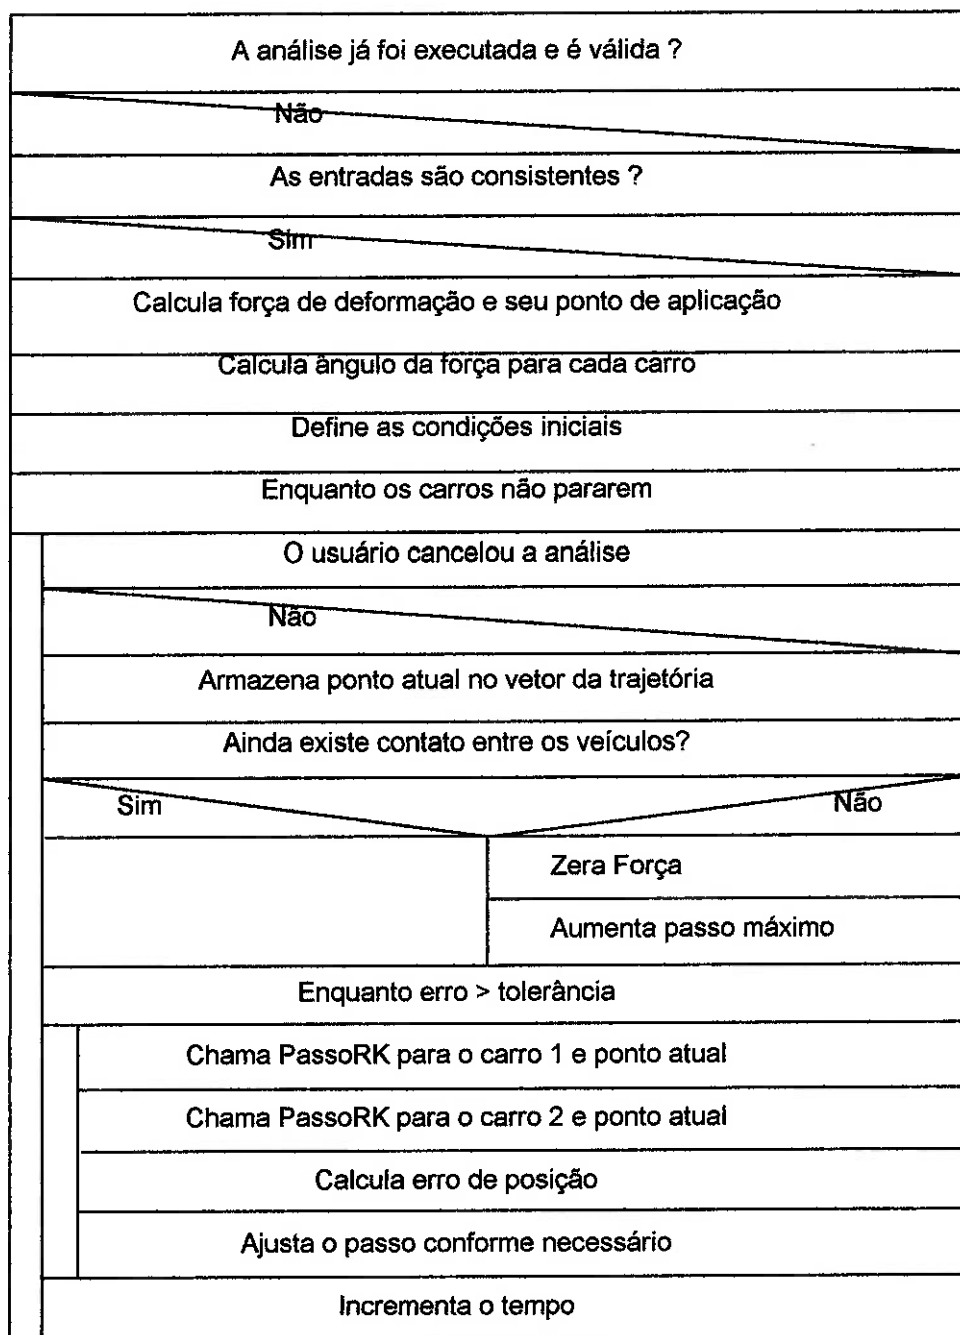 A análise já foi executada e é válida ?
Não
As entradas são consistentes ?
Sim
Calcula força de deformação e seu ponto de aplicação
Calcula ângulo da força para cada carro
Define as condições iniciais
Enquanto os carros não pararem
O usuário cancelou a análise
Não
Armazena ponto atual no vetor da trajetória
Ainda existe contato entre os veículos?
Sim
Não
Zera Força
Aumenta passo máximo
Enquanto erro > tolerância
Chama PassoRK para o carro 1 e ponto atual
Chama PassoRK para o carro 2 e ponto atual
Calcula erro de posição
Ajusta o passo conforme necessário
Incrementa o tempo